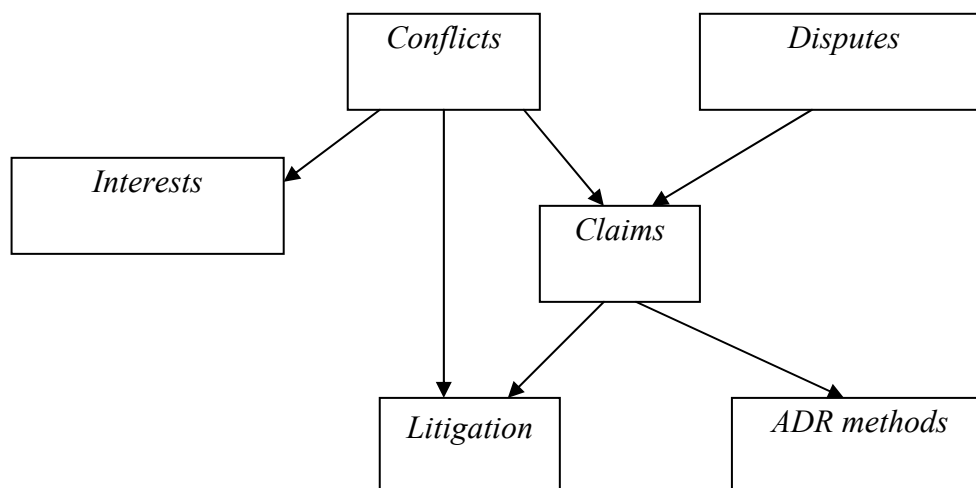 Conflicts
Disputes
Interests
Claims
Litigation
ADR methods